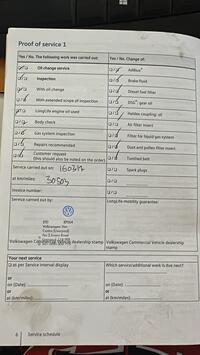 Proof of service 1
Yes / No. The following work was carried out:
Yes / No. Change of:
Oil change service
AdBlue®
Inspection
Brake fluid
With oil change
Diesel fuel filter
With extended scope of inspection
DSG® gear oil
LongLife engine oil used
Haldex coupling: oil
Body check
Air filter insert
Gas system inspection
Filter for liquid gas system
Repairs recommended
Dust and pollen filter insert
Customer request
(this should also be noted on the order)
Toothed belt
Service carried out on:
Spark plugs
at km/miles: 30503
Invoice number:
Service carried out by:
LongLife mobility guarantee:
Volkswagen Van
Centre (Liverpool)
Volkswagen Commercial Vehicle dealership stamp
Volkswagen Commercial Vehicle dealership stamp
Your next service
as per Service interval display
Which service/additional work is due next?
or
on (Date):
on (Date):
or
or
at (km/miles):
at (km/miles):
6 Service schedule